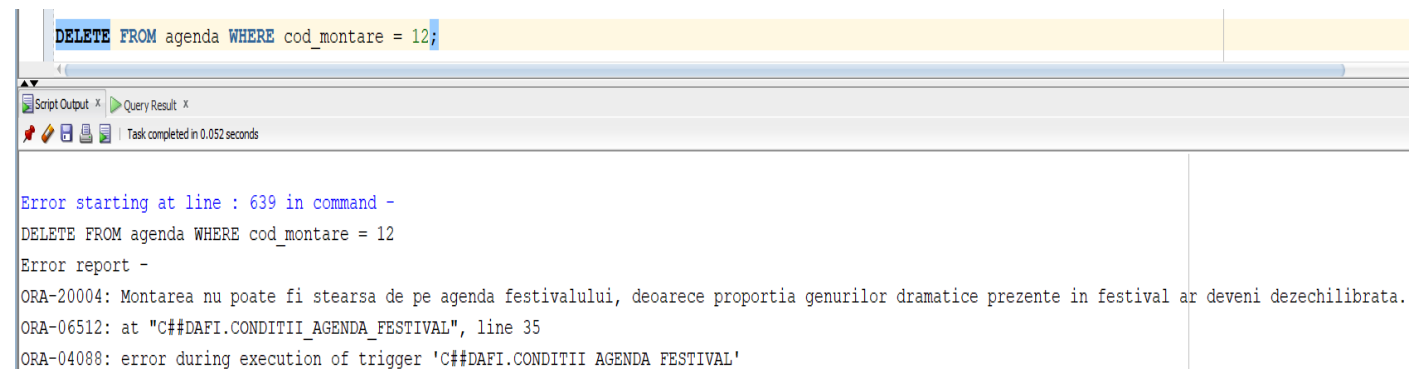 DELETE FROM agenda WHERE cod_montare = 12;
Script Output x Query Result x
Task completed in 0.052 seconds
Error starting at line : 639 in command -
DELETE FROM agenda WHERE cod_montare = 12
Error report -
ORA-20004: Montarea nu poate fi stearsa de pe agenda festivalului, deoarece proportia genurilor dramatice prezente in festival ar deveni dezechilibrata.
ORA-06512: at "C##DAFI.CONDITII_AGENDA_FESTIVAL", line 35
ORA-04088: error during execution of trigger 'C##DAFI.CONDITII_AGENDA_FESTIVAL'